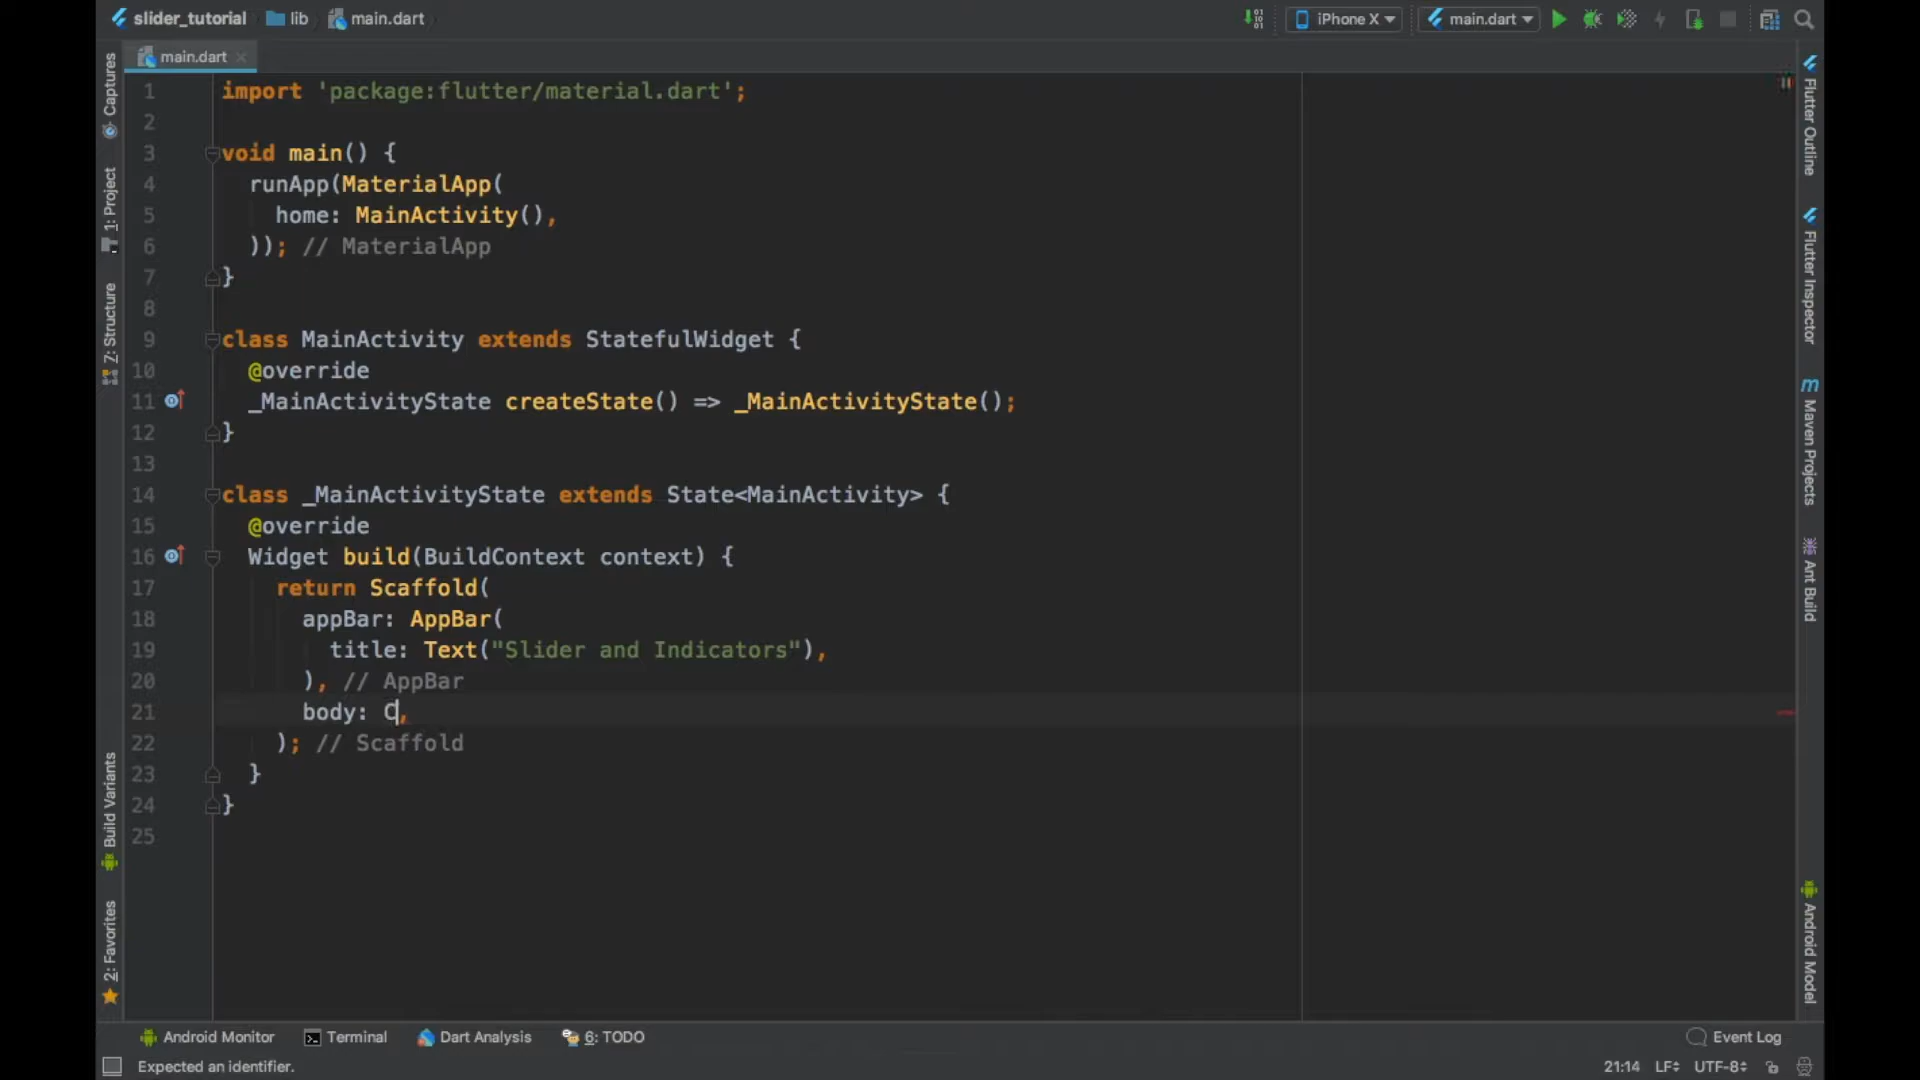 slider_tutorial lib main.dart iPhone X main.dart
main.dart
Captures
1: Project
7: Structure
Build Variants
2: Favorites
1 import 'package:flutter/material.dart';
2
3 void main() {
4 runApp(MaterialApp(
5 home: MainActivity(),
6 )); // MaterialApp
7 }
8
9 class MainActivity extends StatefulWidget {
10 @override
11 _MainActivityState createState() => _MainActivityState();
12 }
13
14 class _MainActivityState extends State<MainActivity> {
15 @override
16 Widget build(BuildContext context) {
17 return Scaffold(
18 appBar: AppBar(
19 title: Text("Slider and Indicators"),
20 ), // AppBar
21 body: C,
22 ); // Scaffold
23 }
24 }
25
Flutter Outline
Flutter Inspector
m Maven Projects
Ant Build
Android Model
Android Monitor Terminal Dart Analysis 6: TODO Event Log
Expected an identifier. 21:14 LF UTF-8